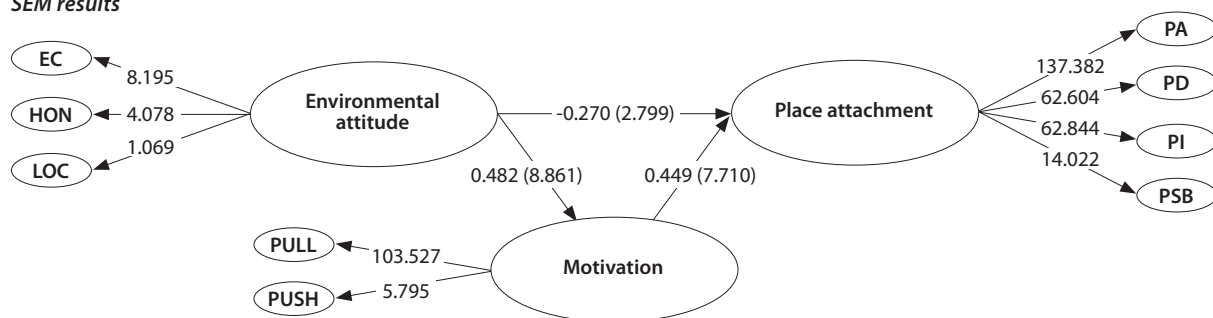 SEM results
EC
HON
LOC
8.195
4.078
1.069
Environmental
attitude
-0.270 (2.799)
0.482 (8.861)
0.449 (7.710)
Place attachment
137.382
62.604
62.844
14.022
PA
PD
PI
PSB
PULL
PUSH
103.527
5.795
Motivation